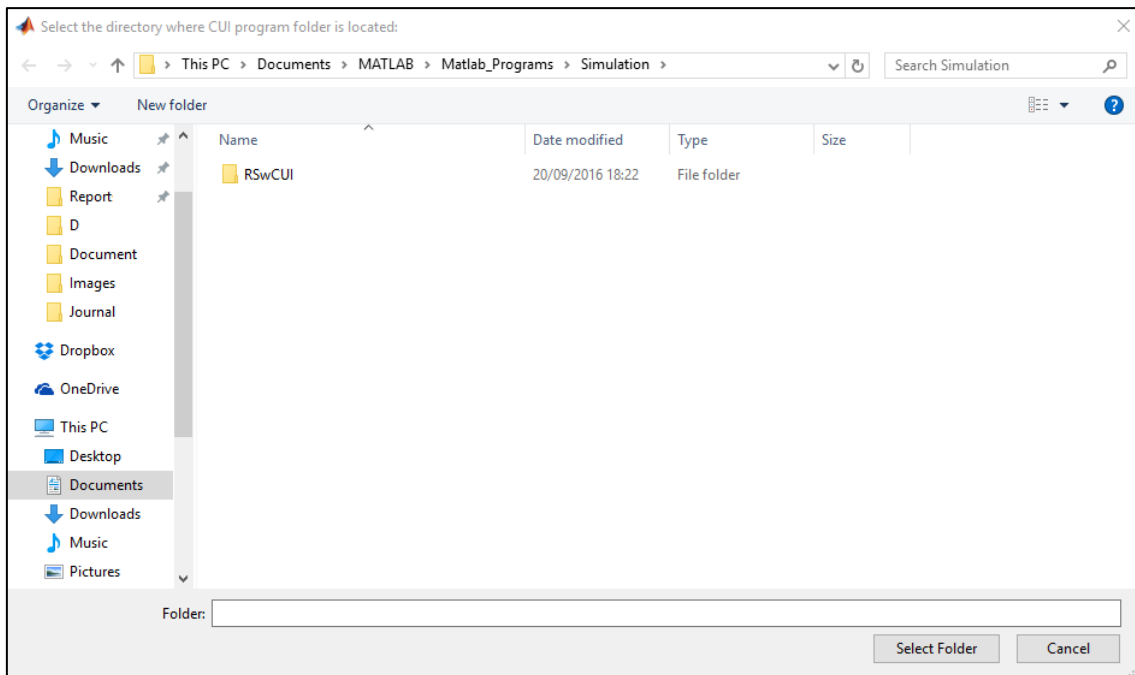 Select the directory where CUI program folder is located:
This PC > Documents > MATLAB > Matlab_Programs > Simulation >
Search Simulation
Organize
New folder
Music
Downloads
Report
D
Document
Images
Journal
Dropbox
OneDrive
This PC
Desktop
Documents
Downloads
Music
Pictures
Name Date modified Type Size
RSwCUI 20/09/2016 18:22 File folder
Folder:
Select Folder Cancel